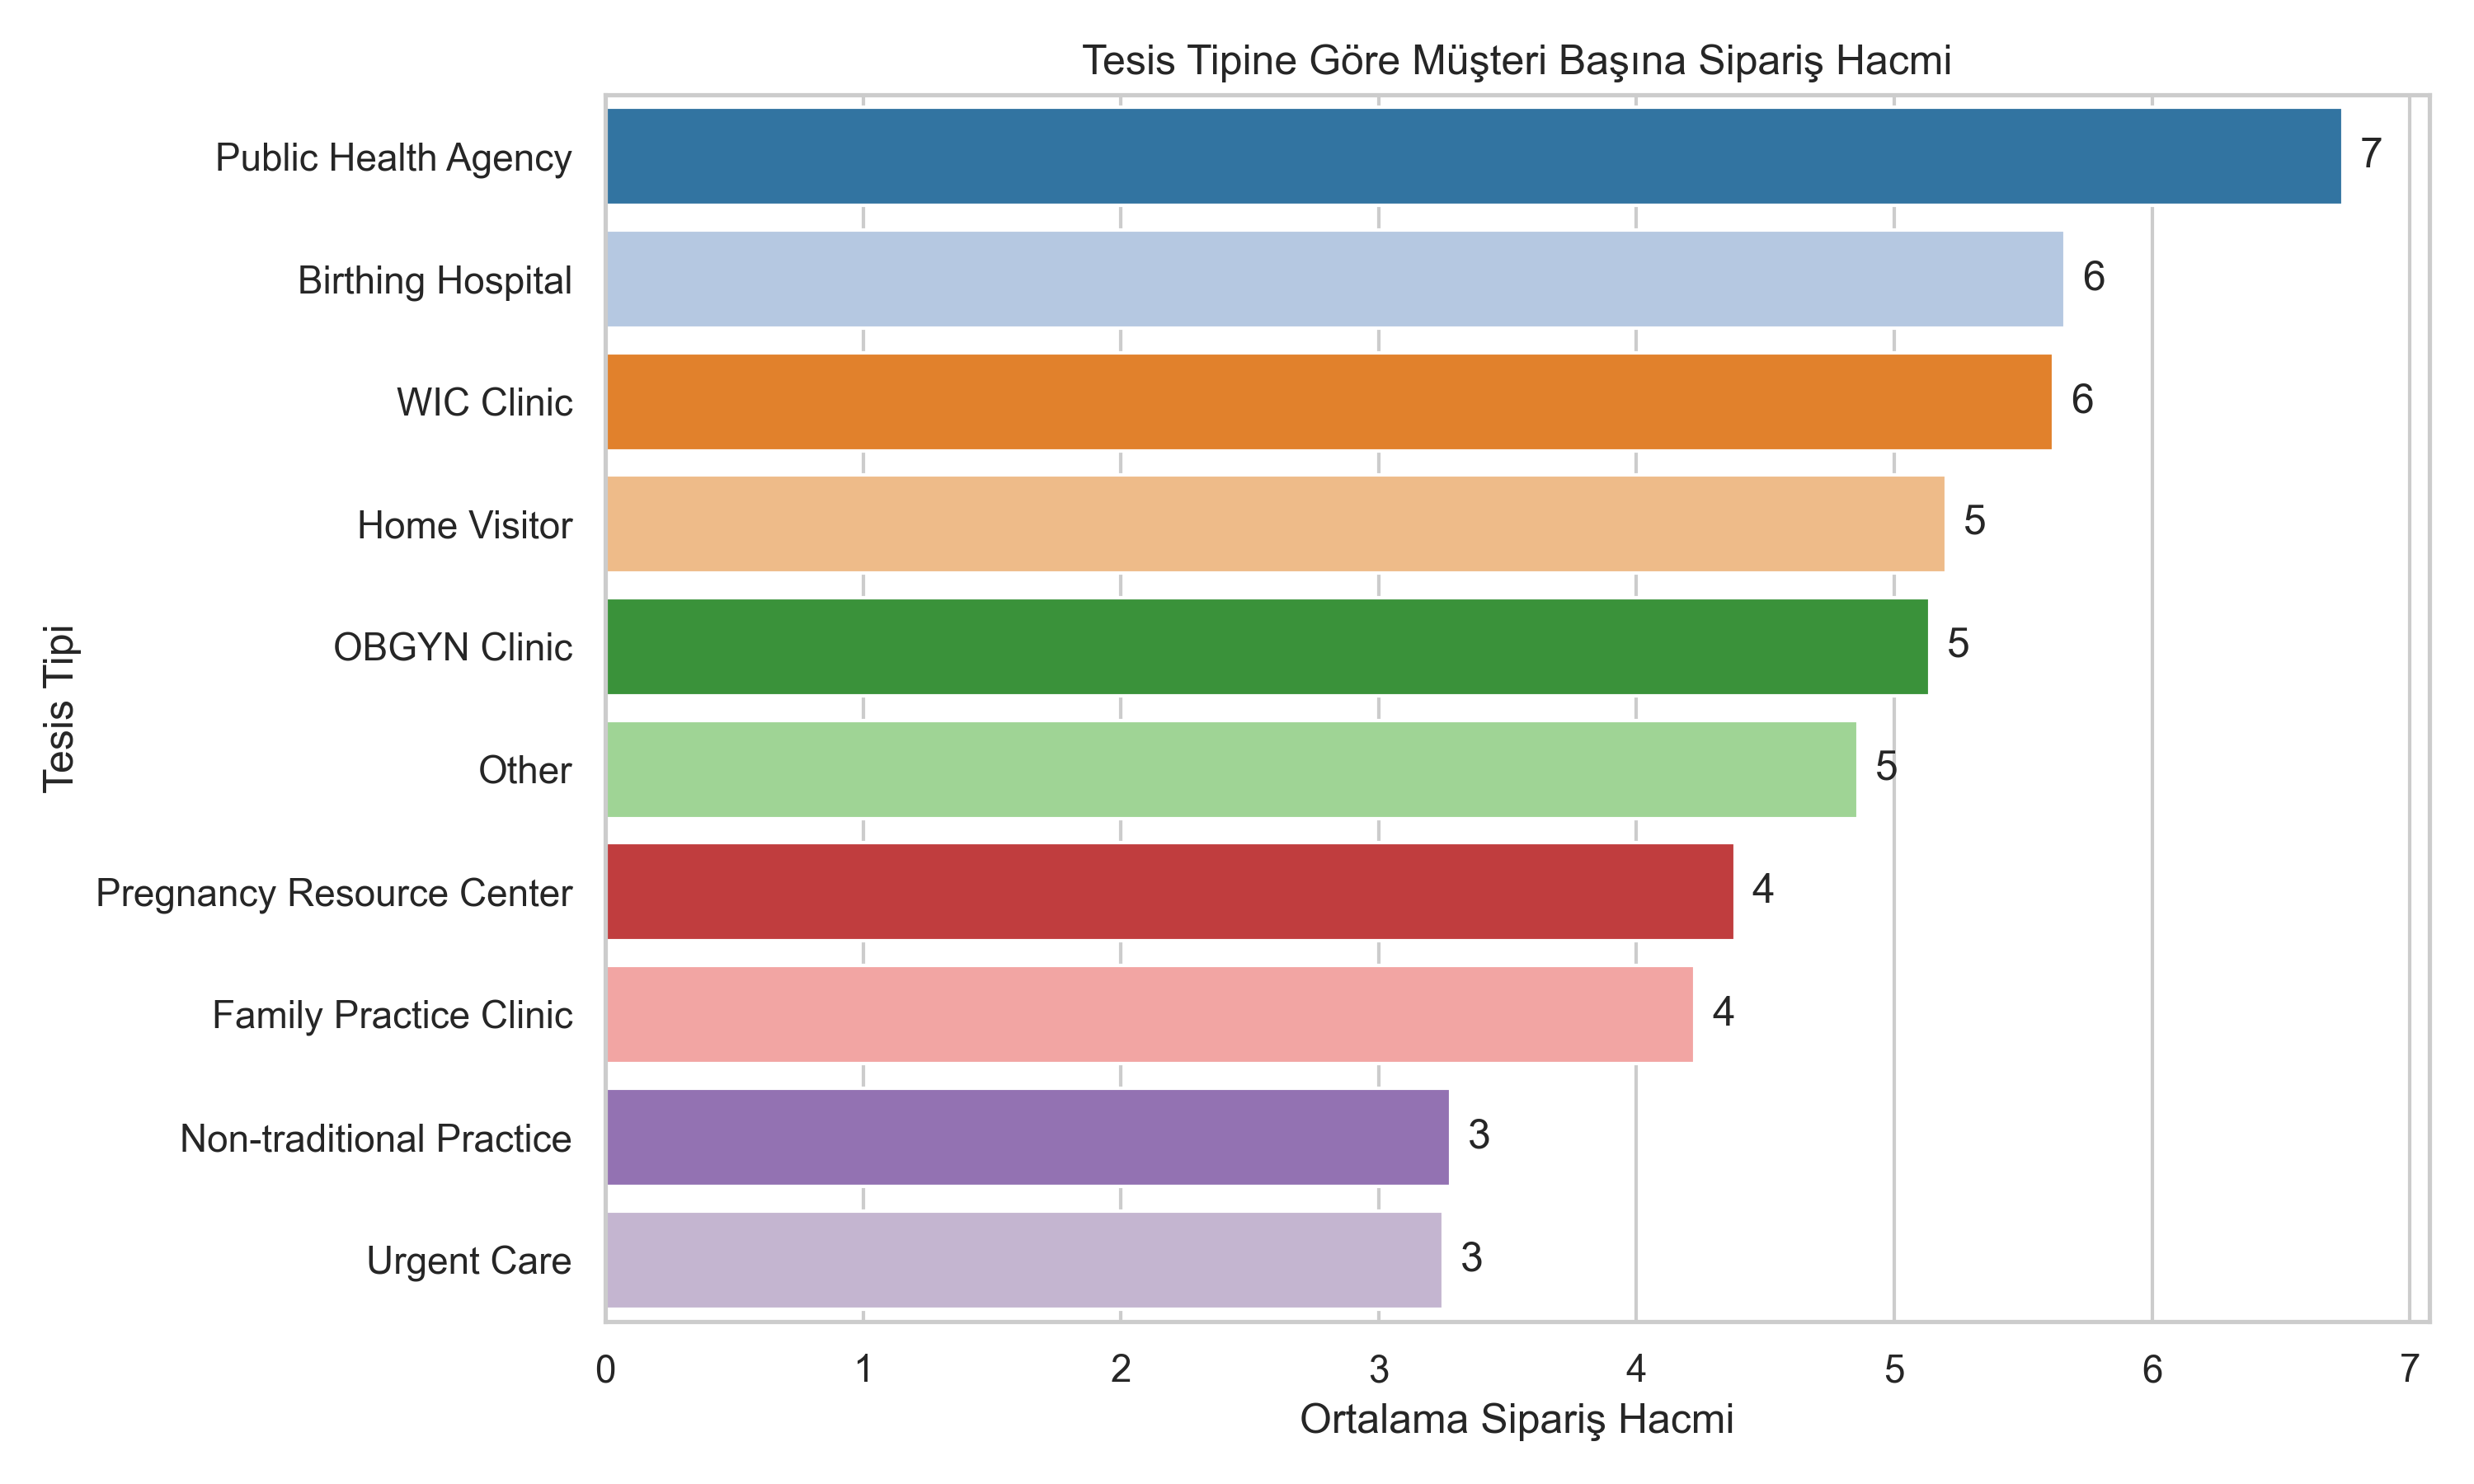 Tesis Tipine Göre Müşteri Başına Sipariş Hacmi
Public Health Agency
7
Birthing Hospital
6
WIC Clinic
6
Home Visitor
5
OBGYN Clinic
5
Other
5
Pregnancy Resource Center
4
Family Practice Clinic
4
Non-traditional Practice
3
Urgent Care
3
Tesis Tipi
0 1 2 3 4 5 6 7
Ortalama Sipariş Hacmi